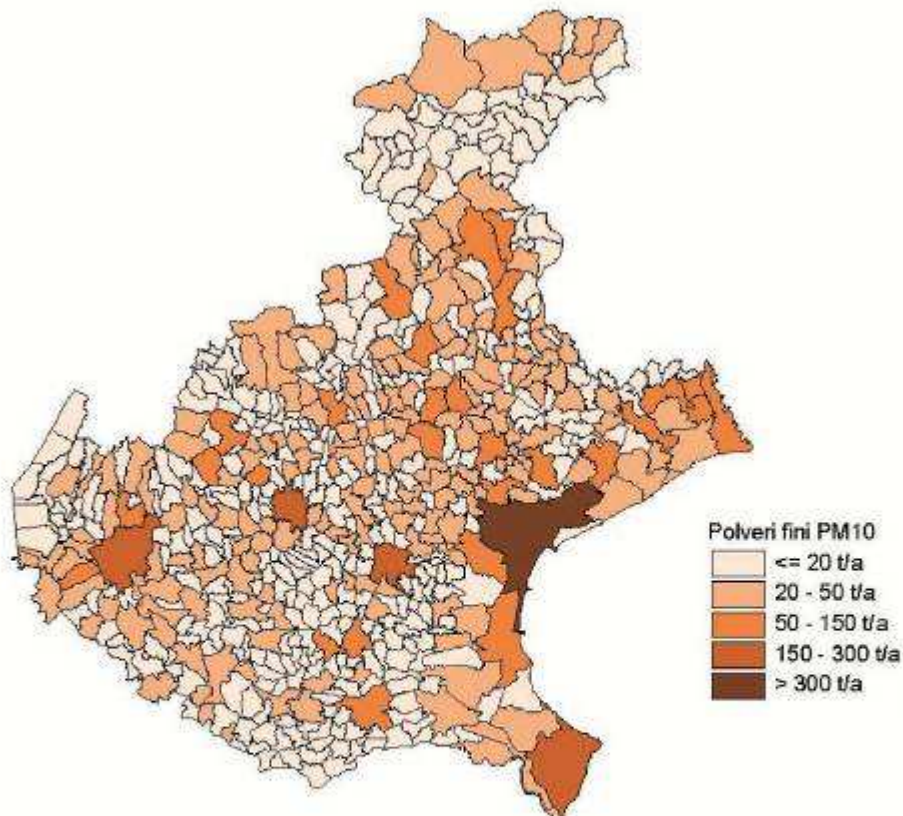 Polveri fini PM10
<= 20 t/a
20 - 50 t/a
50 - 150 t/a
150 - 300 t/a
> 300 t/a